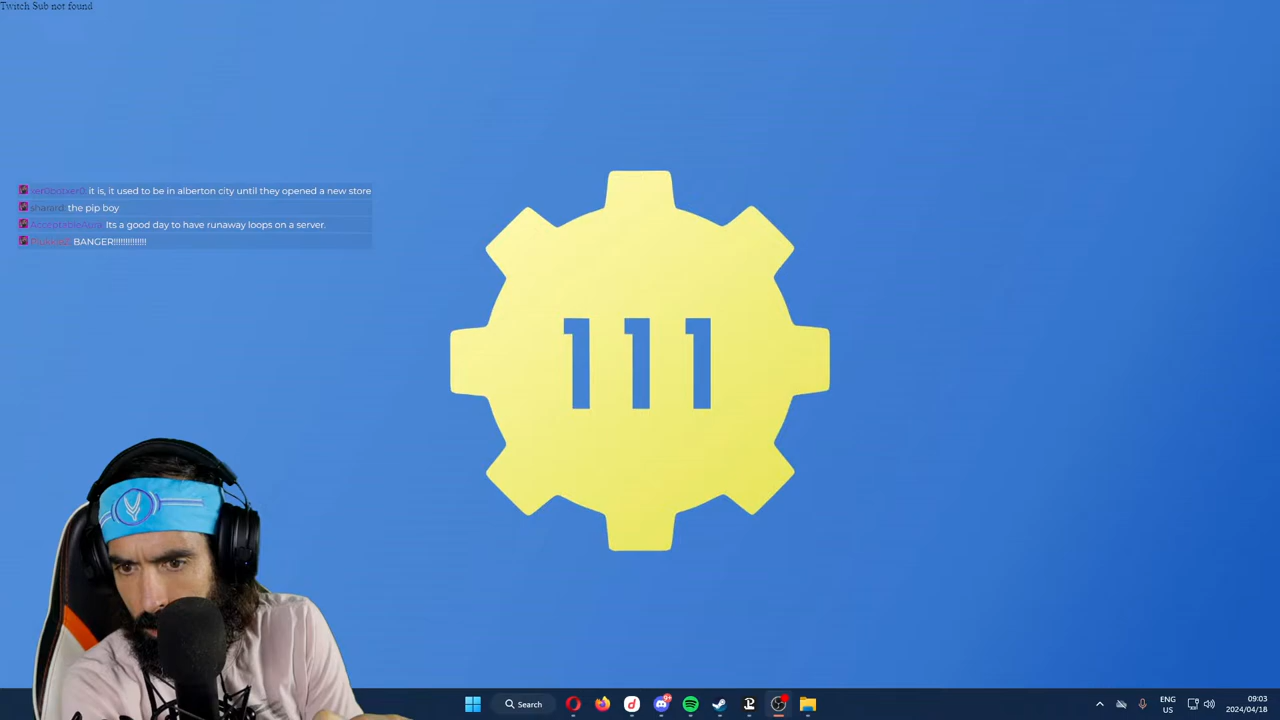 Twitch Sub not found
it is, it used to be in alberton city until they opened a new store
sharard the pip boy
Its a good day to have runaway loops on a server.
BANGER!!!!!!!!!!!!!!
111
Search
9+
ENG
US
09:03
2024/04/18